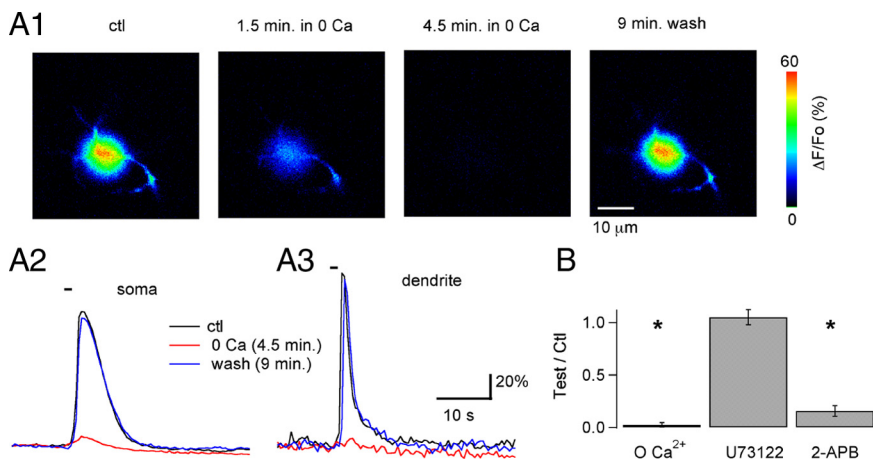 A1
ctl
1.5 min. in 0 Ca
4.5 min. in 0 Ca
9 min. wash
60
ΔF/Fo (%)
0
10 μm
A2
soma
ctl
0 Ca (4.5 min.)
wash (9 min.)
A3
dendrite
20%
10 s
B
Test / Ctl
1.0
0.5
0.0
*
*
O Ca²⁺
U73122
2-APB